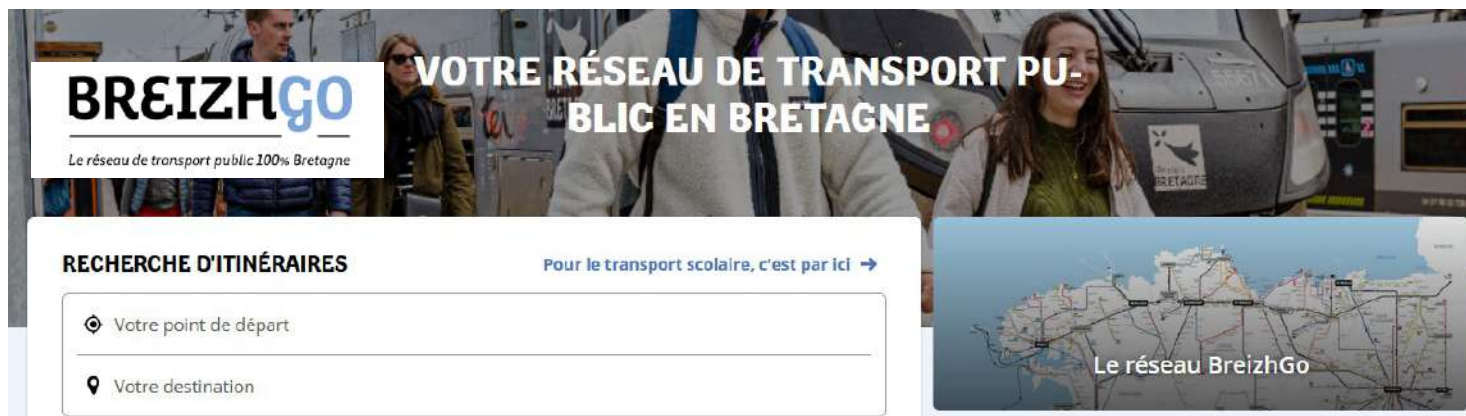 VOTRE RÉSEAU DE TRANSPORT PU-
BLIC EN BRETAGNE
BREIZHGO
Le réseau de transport public 100% Bretagne
BRETAGNE
RECHERCHE D'ITINÉRAIRES
Pour le transport scolaire, c'est par ici →
Votre point de départ
Votre destination
Le réseau BreizhGo